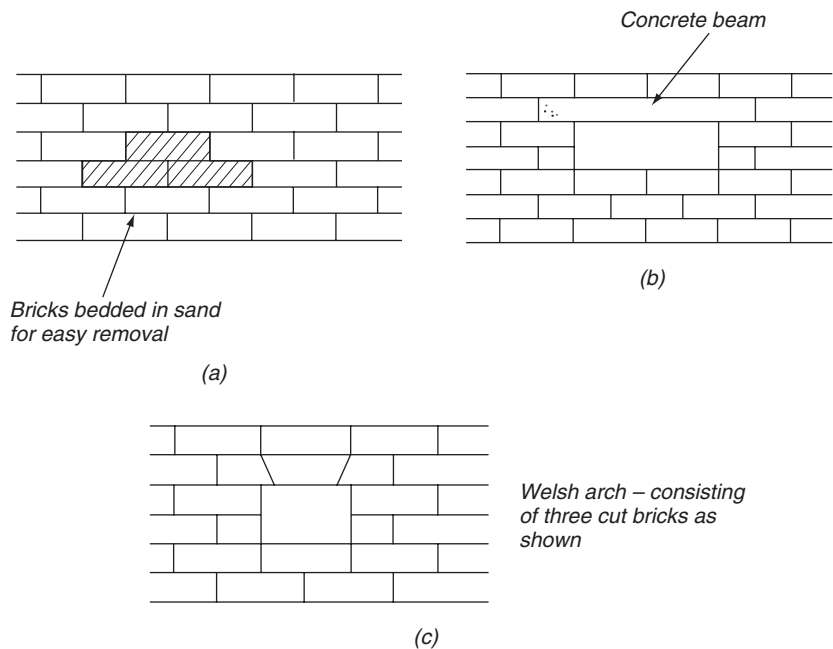 Concrete beam
Bricks bedded in sand
for easy removal
(a)
(b)
Welsh arch – consisting
of three cut bricks as
shown
(c)